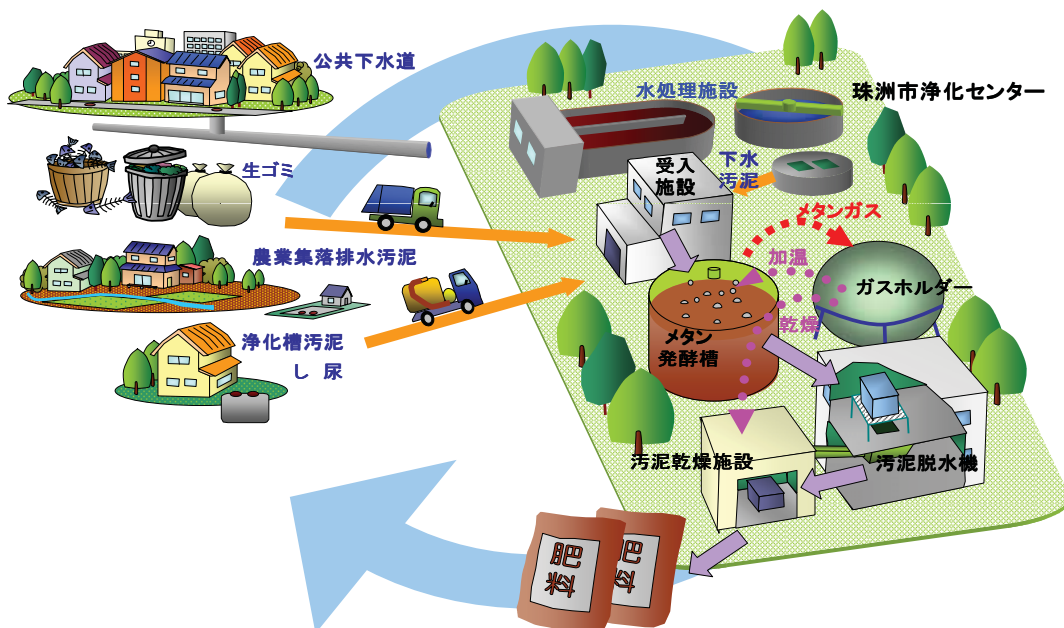 公共下水道
生ゴミ
農業集落排水汚泥
浄化槽汚泥
し 尿
珠洲市浄化センター
水処理施設
受入
施設
下水
汚泥
メタンガス
加温
ガスホルダー
乾燥
メタン
発酵槽
汚泥乾燥施設
汚泥脱水機
肥料
肥料